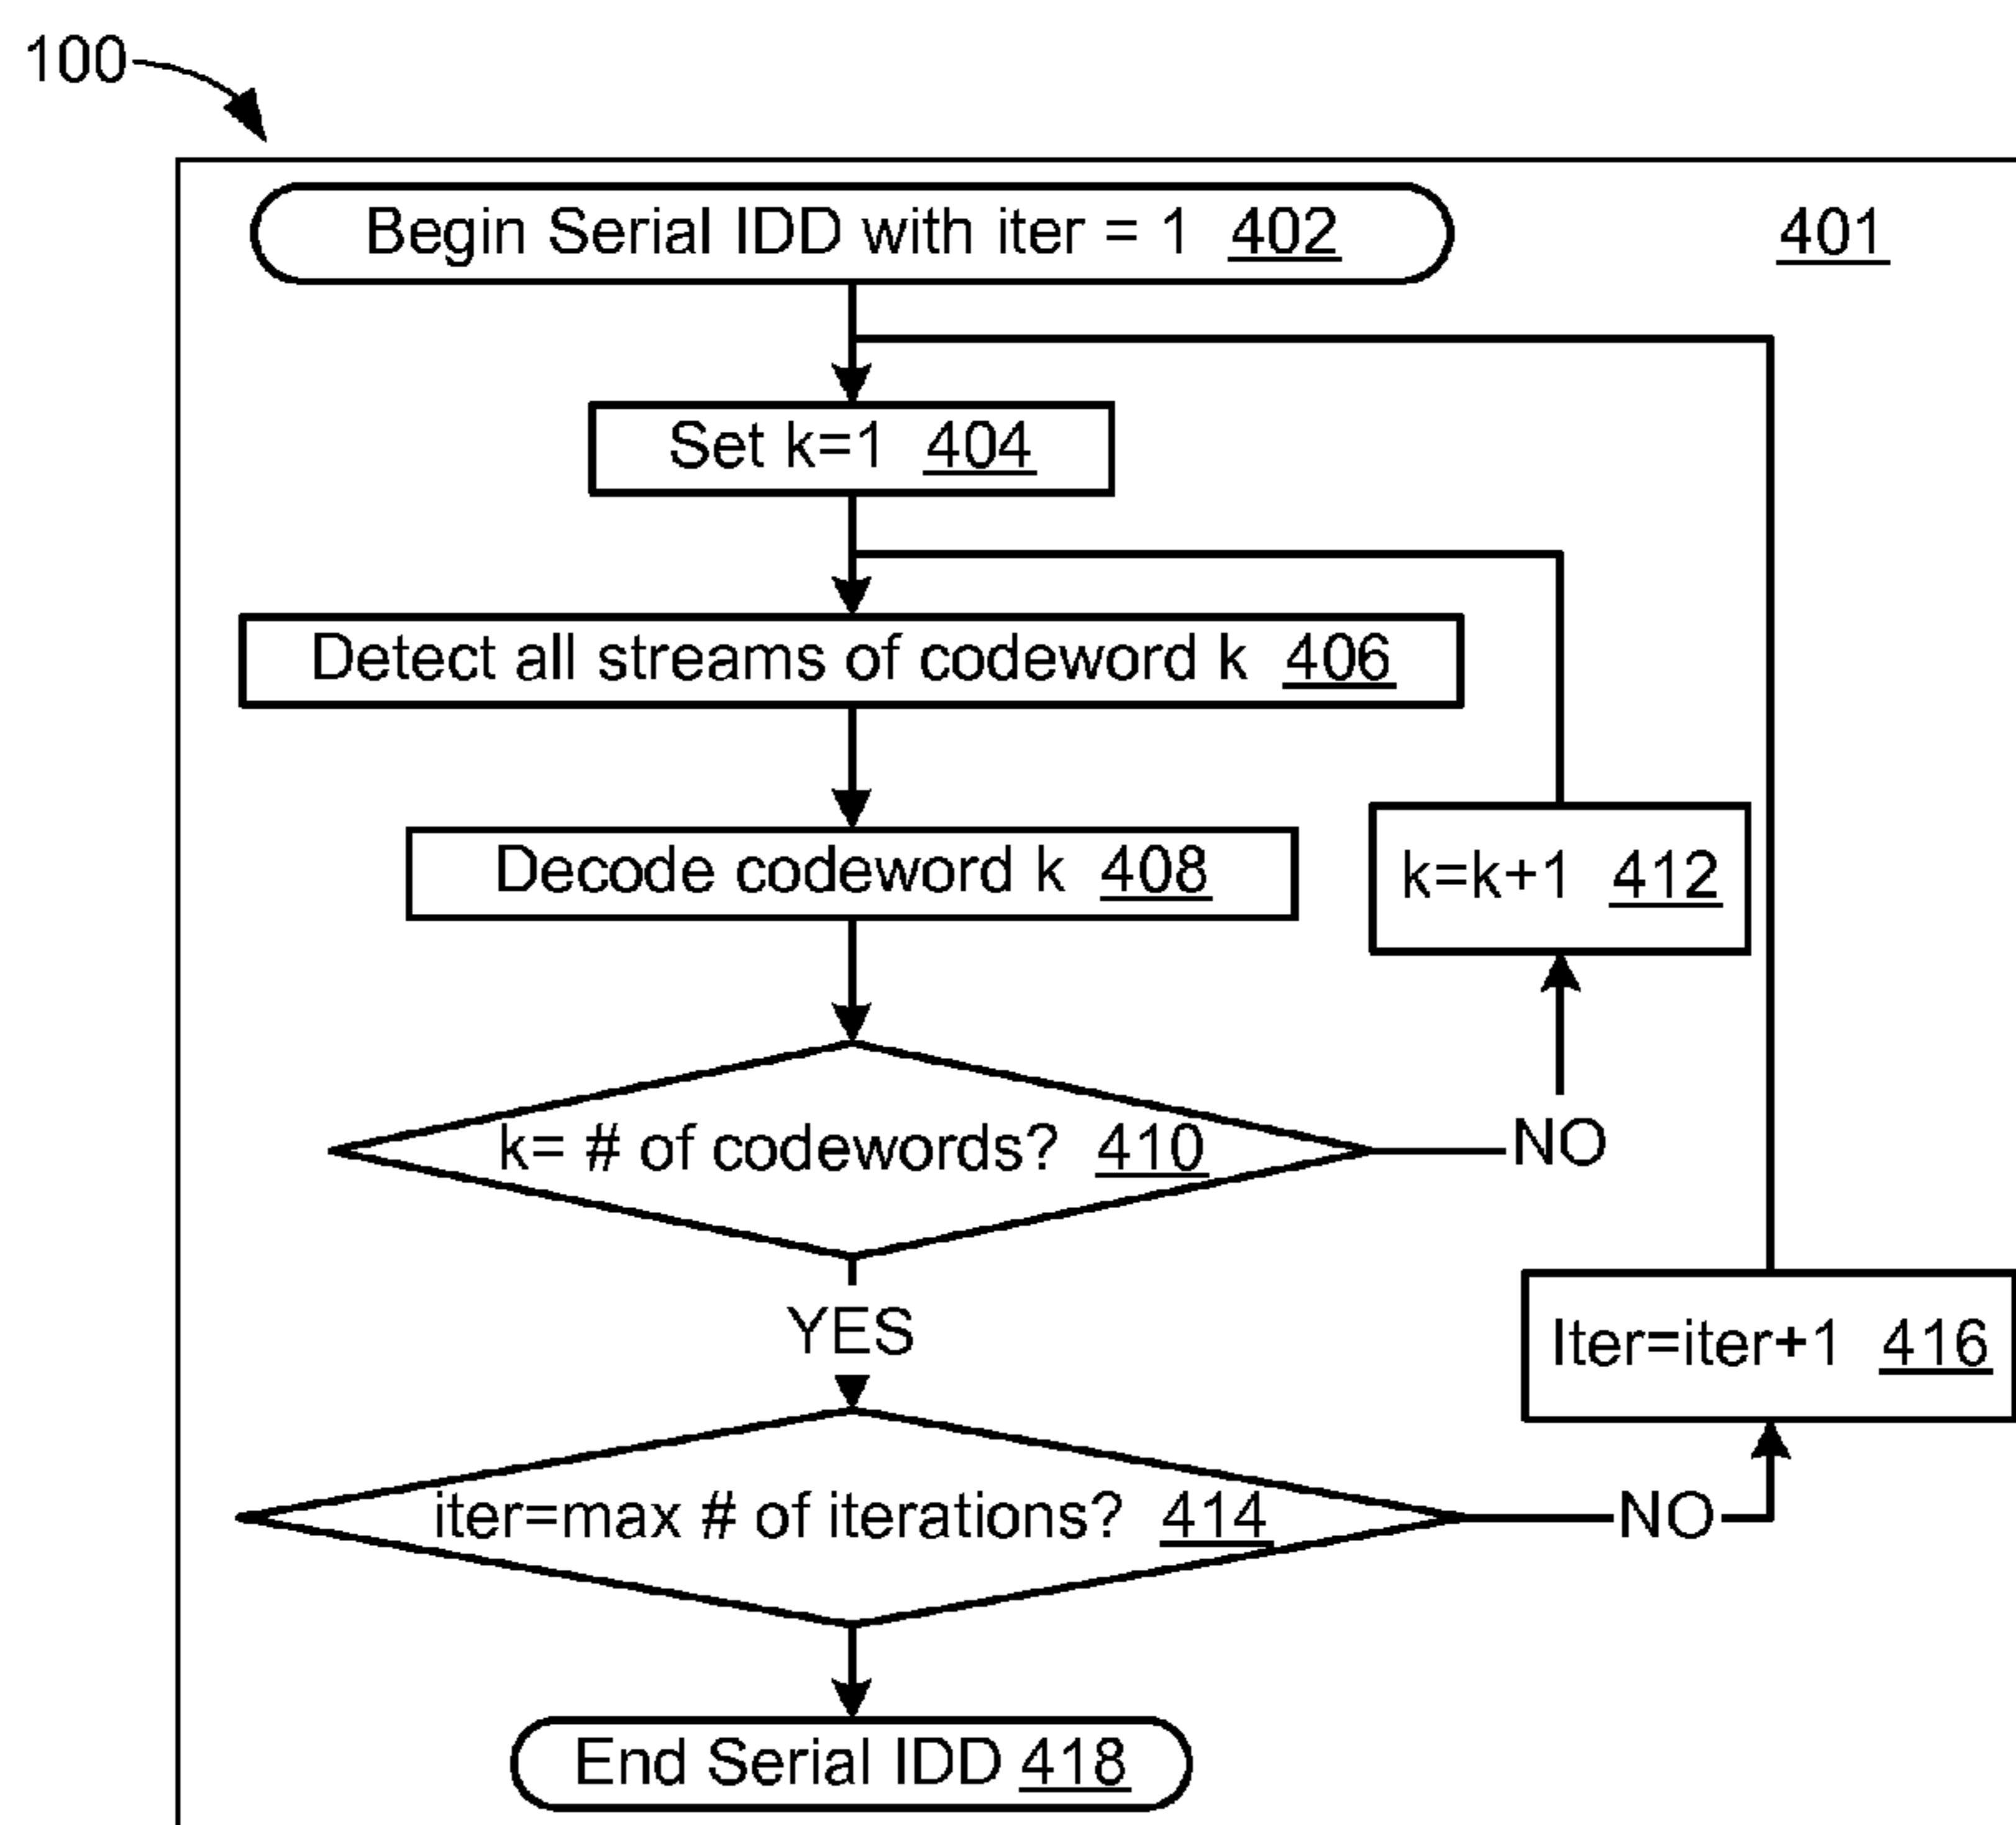 100
Begin Serial IDD with iter = 1 402
401
Set k=1 404
Detect all streams of codeword k 406
Decode codeword k 408
k=k+1 412
k= # of codewords? 410
NO
YES
Iter=iter+1 416
iter=max # of iterations? 414
NO
End Serial IDD 418